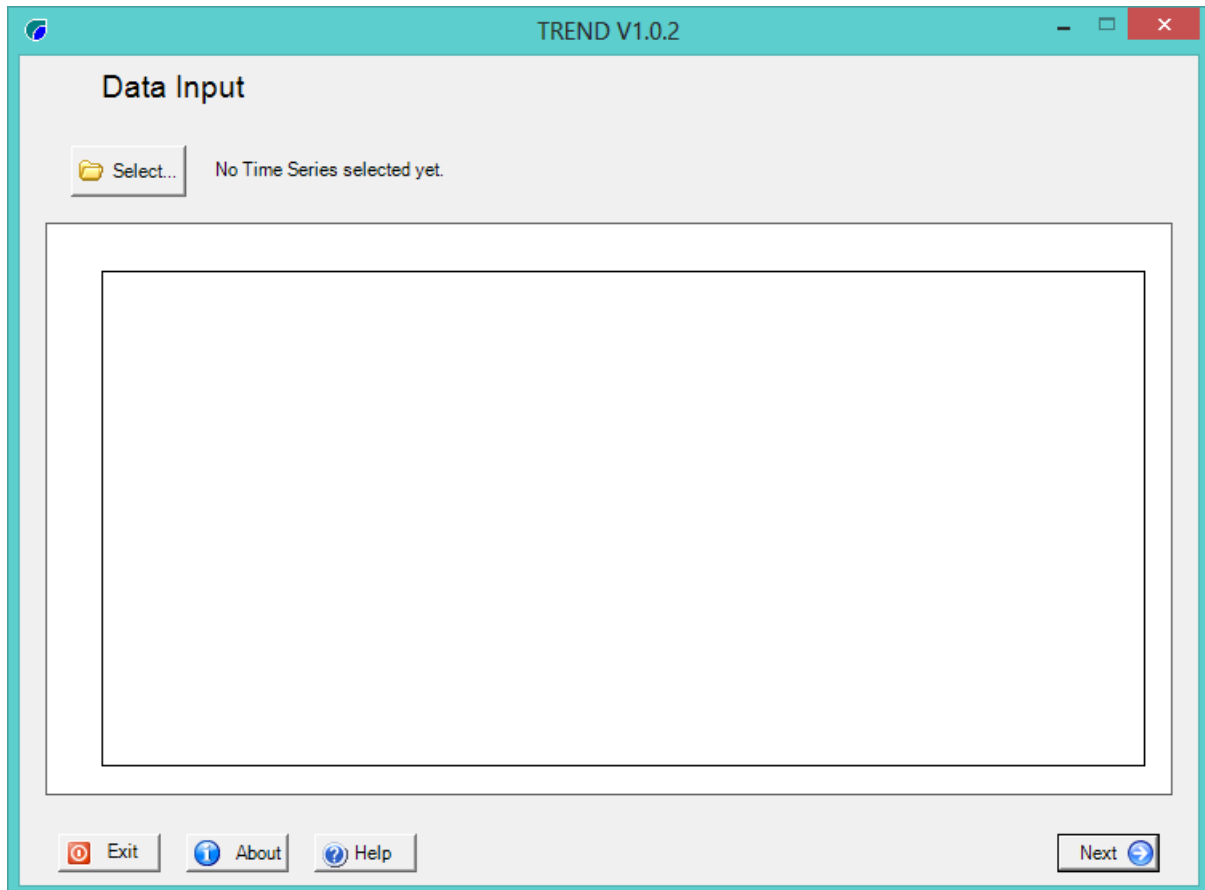 TREND V1.0.2
Data Input
Select... No Time Series selected yet.
Exit About Help Next